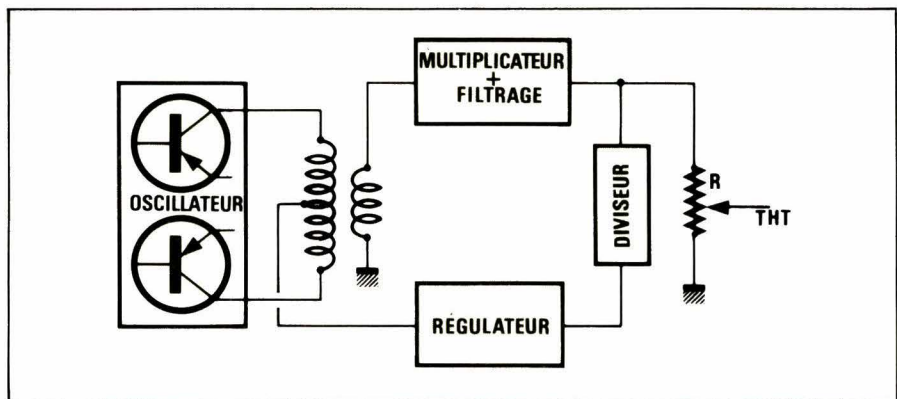 MULTIPLICATEUR
+
FILTRAGE
OSCILLATEUR
DIVISEUR
R
THT
RÉGULATEUR